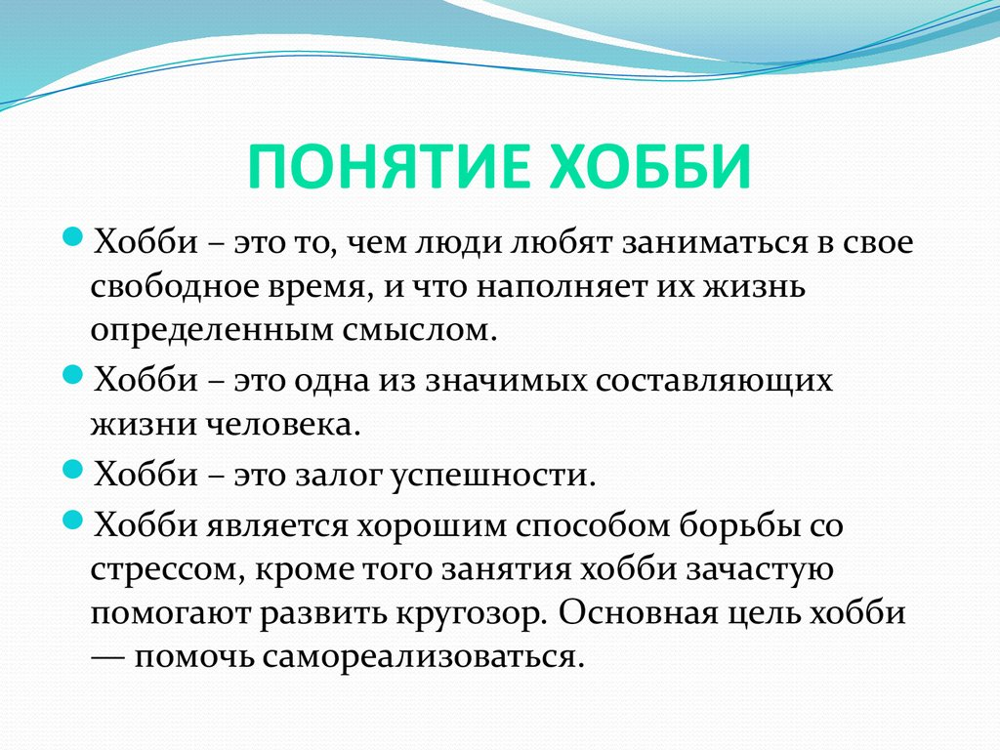 ПОНЯТИЕ ХОББИ
Хобби – это то, чем люди любят заниматься в свое
свободное время, и что наполняет их жизнь
определенным смыслом.
Хобби – это одна из значимых составляющих
жизни человека.
Хобби – это залог успешности.
Хобби является хорошим способом борьбы со
стрессом, кроме того занятия хобби зачастую
помогают развить кругозор. Основная цель хобби
— помочь самореализоваться.